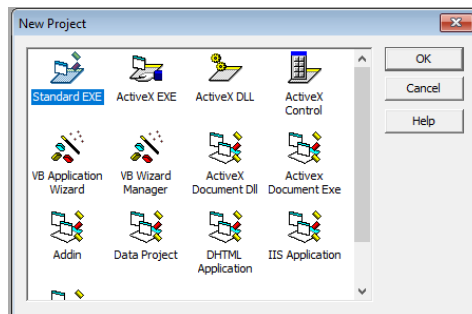 New Project
Standard EXE
ActiveX EXE
ActiveX DLL
ActiveX
Control
OK
Cancel
Help
VB Application
Wizard
VB Wizard
Manager
ActiveX
Document Dll
Activex
Document Exe
Addin
Data Project
DHTML
Application
IIS Application